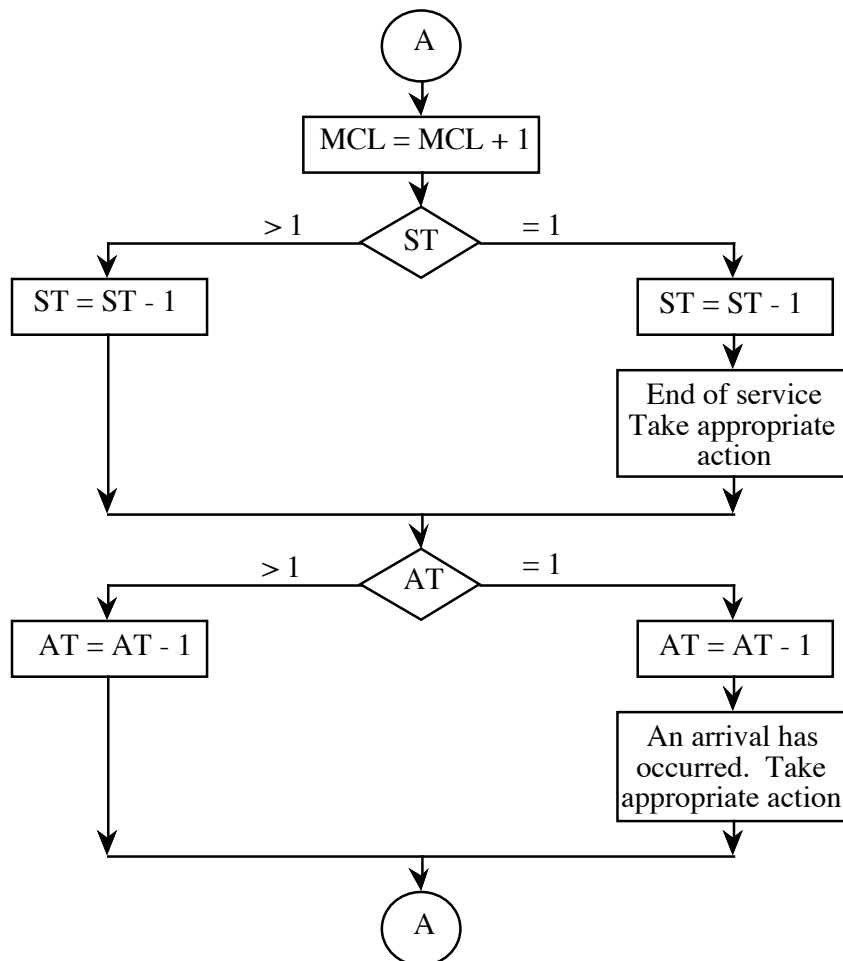 A
MCL = MCL + 1
> 1
ST
= 1
ST = ST - 1
ST = ST - 1
End of service
Take appropriate
action
> 1
AT
= 1
AT = AT - 1
AT = AT - 1
An arrival has
occurred. Take
appropriate action
A